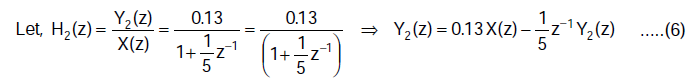 Let, H₂(z) = Y₂(z)/X(z) = 0.13/(1 + 1/5 z⁻¹) = 0.13/(1 + 1/5 z⁻¹) ⇒ Y₂(z) = 0.13 X(z) − 1/5 z⁻¹ Y₂(z) .....(6)